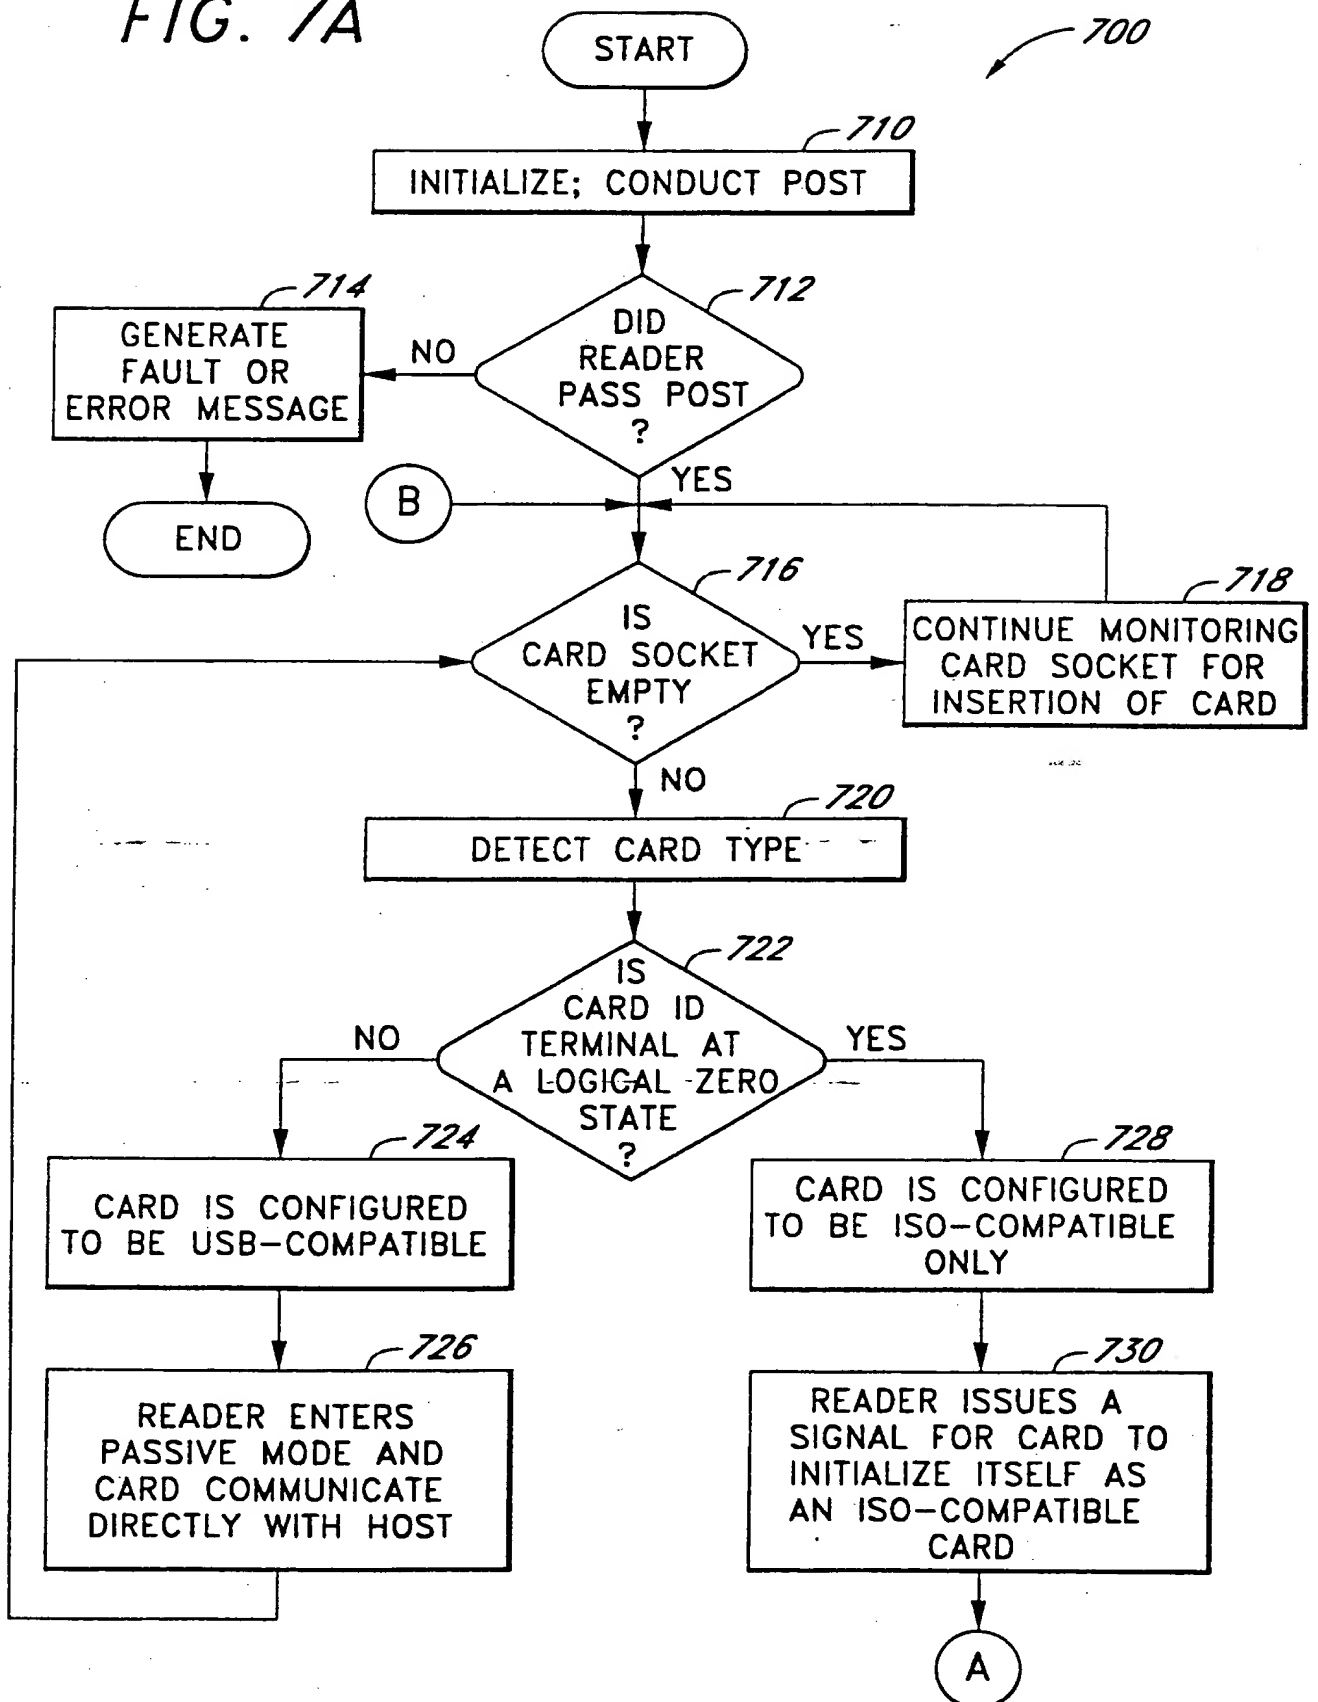 FIG. 7A
START
700
710
INITIALIZE; CONDUCT POST
714
712
GENERATE
FAULT OR
ERROR MESSAGE
NO
DID
READER
PASS POST
?
YES
B
END
716
718
IS
CARD SOCKET
EMPTY
?
YES
CONTINUE MONITORING
CARD SOCKET FOR
INSERTION OF CARD
NO
720
DETECT CARD TYPE
722
IS
CARD ID
TERMINAL AT
A LOGICAL ZERO
STATE
?
NO
YES
724
CARD IS CONFIGURED
TO BE USB-COMPATIBLE
728
CARD IS CONFIGURED
TO BE ISO-COMPATIBLE
ONLY
726
READER ENTERS
PASSIVE MODE AND
CARD COMMUNICATE
DIRECTLY WITH HOST
730
READER ISSUES A
SIGNAL FOR CARD TO
INITIALIZE ITSELF AS
AN ISO-COMPATIBLE
CARD
A